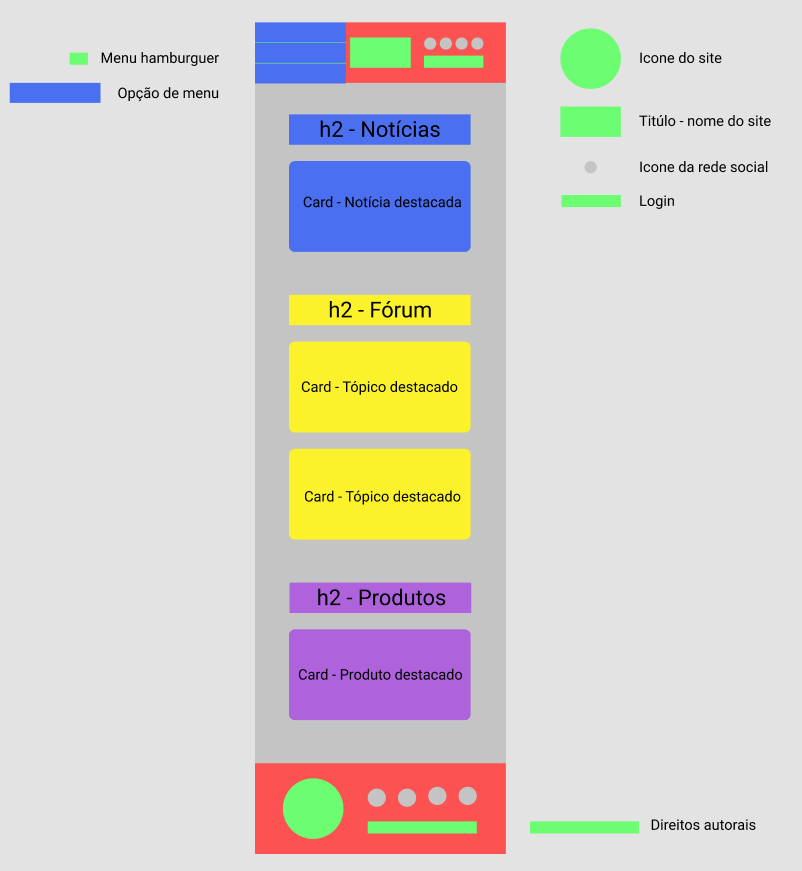 Menu hamburguer
Opção de menu
h2 - Notícias
Card - Notícia destacada
h2 - Fórum
Card - Tópico destacado
Card - Tópico destacado
h2 - Produtos
Card - Produto destacado
Icone do site
Titúlo - nome do site
Icone da rede social
Login
Direitos autorais